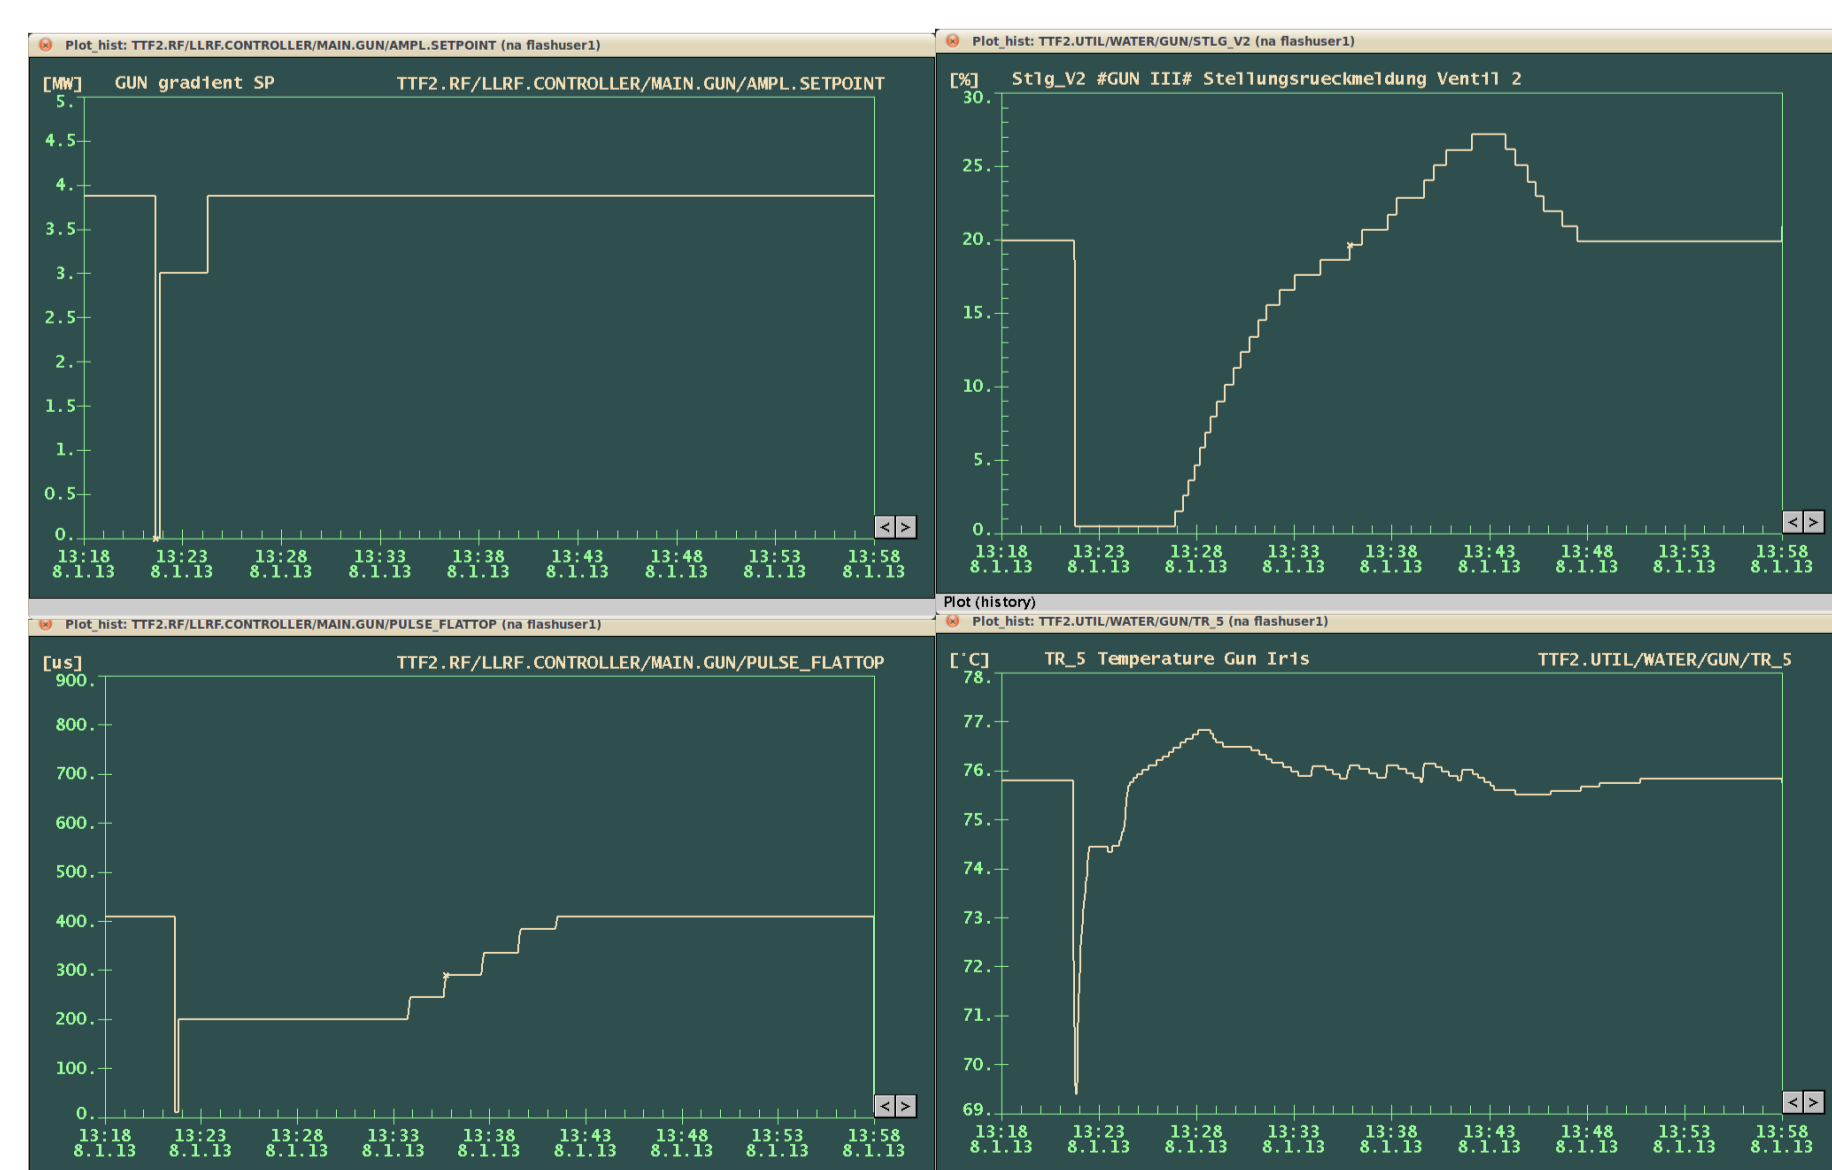 Plot_hist: TTF2.RF/LLRF.CONTROLLER/MAIN.GUN/AMPL.SETPOINT (na flashuser1)
[MW] GUN gradient SP TTF2.RF/LLRF.CONTROLLER/MAIN.GUN/AMPL.SETPOINT
5.
4.5
4.
3.5
3.
2.5
2.
1.5
1.
0.5
0.
< >
13:18 13:23 13:28 13:33 13:38 13:43 13:48 13:53 13:58
8.1.13 8.1.13 8.1.13 8.1.13 8.1.13 8.1.13 8.1.13 8.1.13 8.1.13
Plot_hist: TTF2.UTIL/WATER/GUN/STLG_V2 (na flashuser1)
[%] Stlg_V2 #GUN III# Stellungsrueckmeldung Ventil 2
30.
25.
20.
15.
10.
5.
0.
< >
13:18 13:23 13:28 13:33 13:38 13:43 13:48 13:53 13:58
8.1.13 8.1.13 8.1.13 8.1.13 8.1.13 8.1.13 8.1.13 8.1.13 8.1.13
Plot (history)
Plot_hist: TTF2.RF/LLRF.CONTROLLER/MAIN.GUN/PULSE_FLATTOP (na flashuser1)
[us] TTF2.RF/LLRF.CONTROLLER/MAIN.GUN/PULSE_FLATTOP
900.
800.
700.
600.
500.
400.
300.
200.
100.
0.
< >
13:18 13:23 13:28 13:33 13:38 13:43 13:48 13:53 13:58
8.1.13 8.1.13 8.1.13 8.1.13 8.1.13 8.1.13 8.1.13 8.1.13 8.1.13
Plot_hist: TTF2.UTIL/WATER/GUN/TR_5 (na flashuser1)
[°C] TR_5 Temperature Gun Iris TTF2.UTIL/WATER/GUN/TR_5
78.
77.
76.
75.
74.
73.
72.
71.
70.
69.
< >
13:18 13:23 13:28 13:33 13:38 13:43 13:48 13:53 13:58
8.1.13 8.1.13 8.1.13 8.1.13 8.1.13 8.1.13 8.1.13 8.1.13 8.1.13